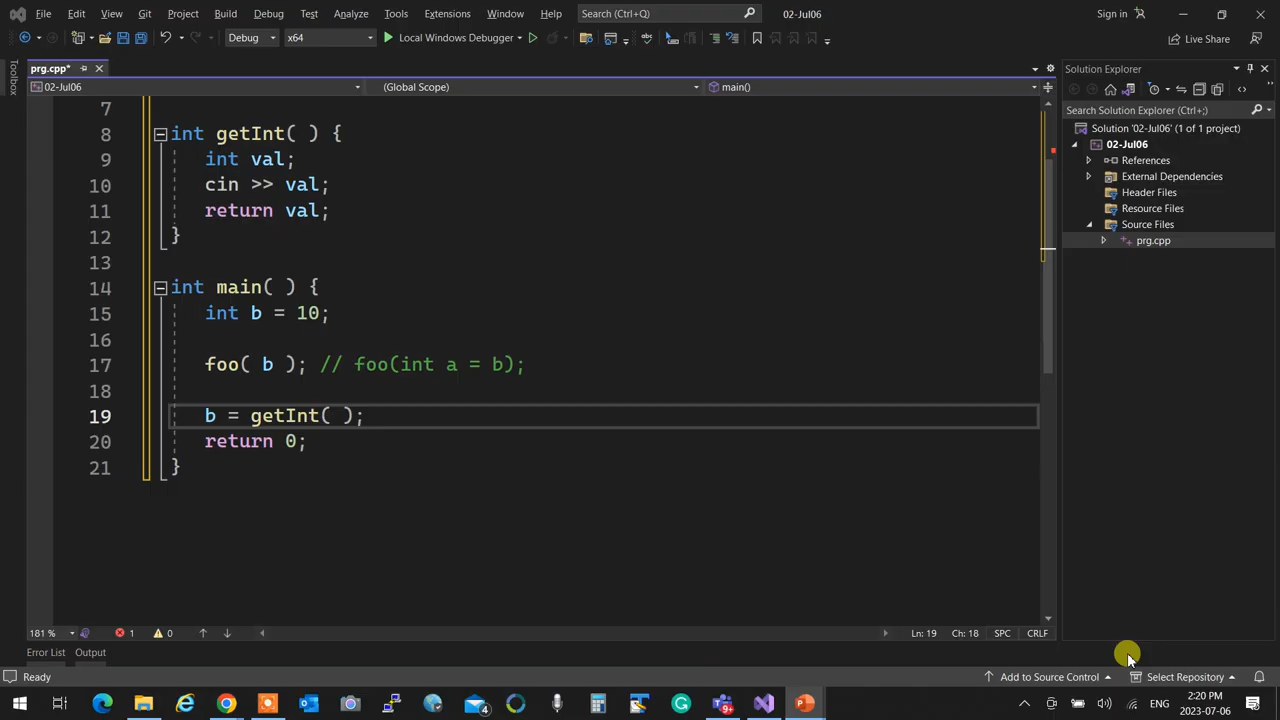 File Edit View Git Project Build Debug Test Analyze Tools Extensions Window Help Search (Ctrl+Q) 02-Jul06 Sign in
Debug x64 Local Windows Debugger Live Share
prg.cpp*
Toolbox
02-Jul06 (Global Scope) main()
7
8 int getInt( ) {
9 int val;
10 cin >> val;
11 return val;
12 }
13
14 int main( ) {
15 int b = 10;
16
17 foo( b ); // foo(int a = b);
18
19 b = getInt( );
20 return 0;
21 }
181 % 1 0 Ln: 19 Ch: 18 SPC CRLF
Solution Explorer
Search Solution Explorer (Ctrl+;)
Solution '02-Jul06' (1 of 1 project)
02-Jul06
References
External Dependencies
Header Files
Resource Files
Source Files
prg.cpp
Error List Output
Ready Add to Source Control Select Repository
4 9+ ENG 2:20 PM
2023-07-06